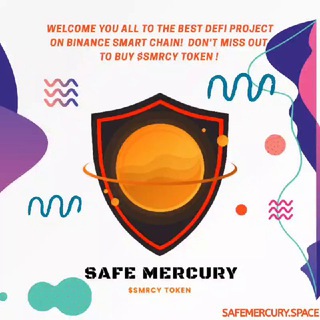 WELCOME YOU ALL TO THE BEST DEFI PROJECT
ON BINANCE SMART CHAIN! DON'T MISS OUT
TO BUY $SMRCY TOKEN !
SAFE MERCURY
$SMRCY TOKEN
SAFEMERCURY.SPACE